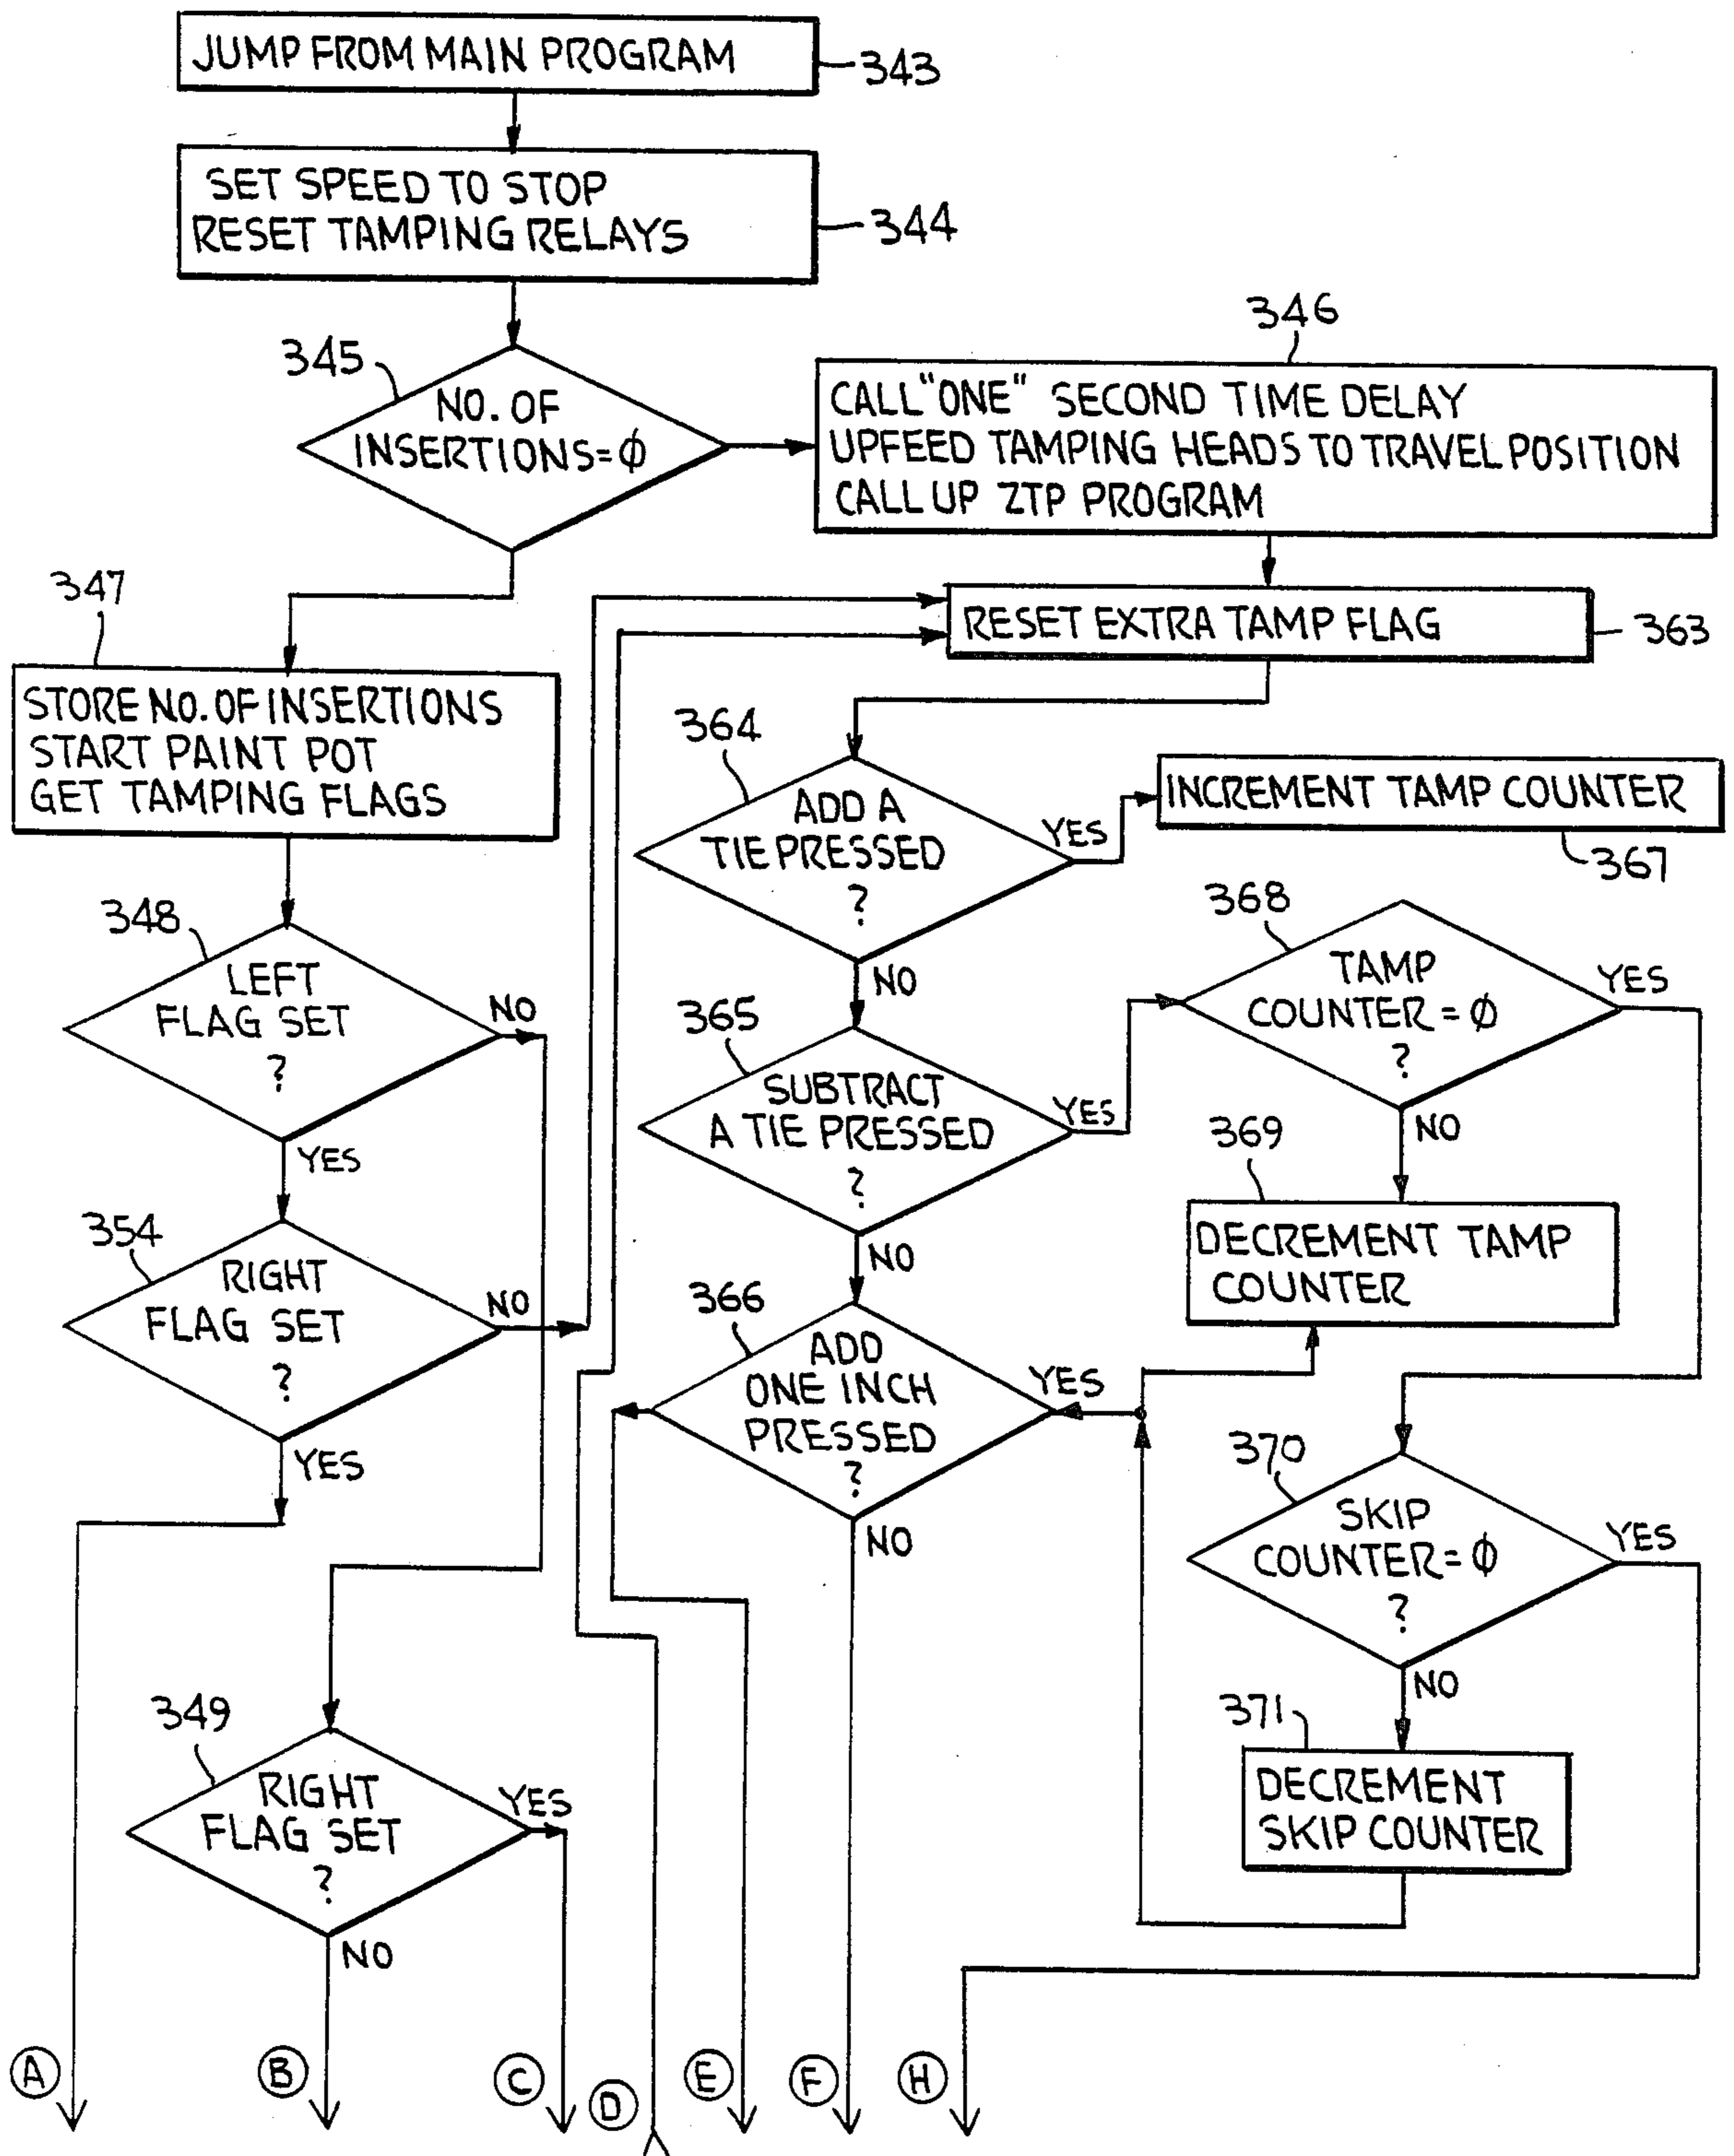 JUMP FROM MAIN PROGRAM
343
SET SPEED TO STOP
RESET TAMPING RELAYS
344
345
NO. OF
INSERTIONS=φ
346
CALL "ONE" SECOND TIME DELAY
UPFEED TAMPING HEADS TO TRAVEL POSITION
CALL UP ZTP PROGRAM
347
STORE NO. OF INSERTIONS
START PAINT POT
GET TAMPING FLAGS
RESET EXTRA TAMP FLAG
363
364
ADD A
TIE PRESSED
?
YES
NO
INCREMENT TAMP COUNTER
367
348
LEFT
FLAG SET
?
NO
YES
365
SUBTRACT
A TIE PRESSED
?
YES
NO
368
TAMP
COUNTER = φ
?
YES
NO
369
DECREMENT TAMP
COUNTER
354
RIGHT
FLAG SET
?
NO
YES
366
ADD
ONE INCH
PRESSED
?
YES
NO
370
SKIP
COUNTER = φ
?
YES
NO
371
DECREMENT
SKIP COUNTER
349
RIGHT
FLAG SET
?
YES
NO
A
B
C
D
E
F
H